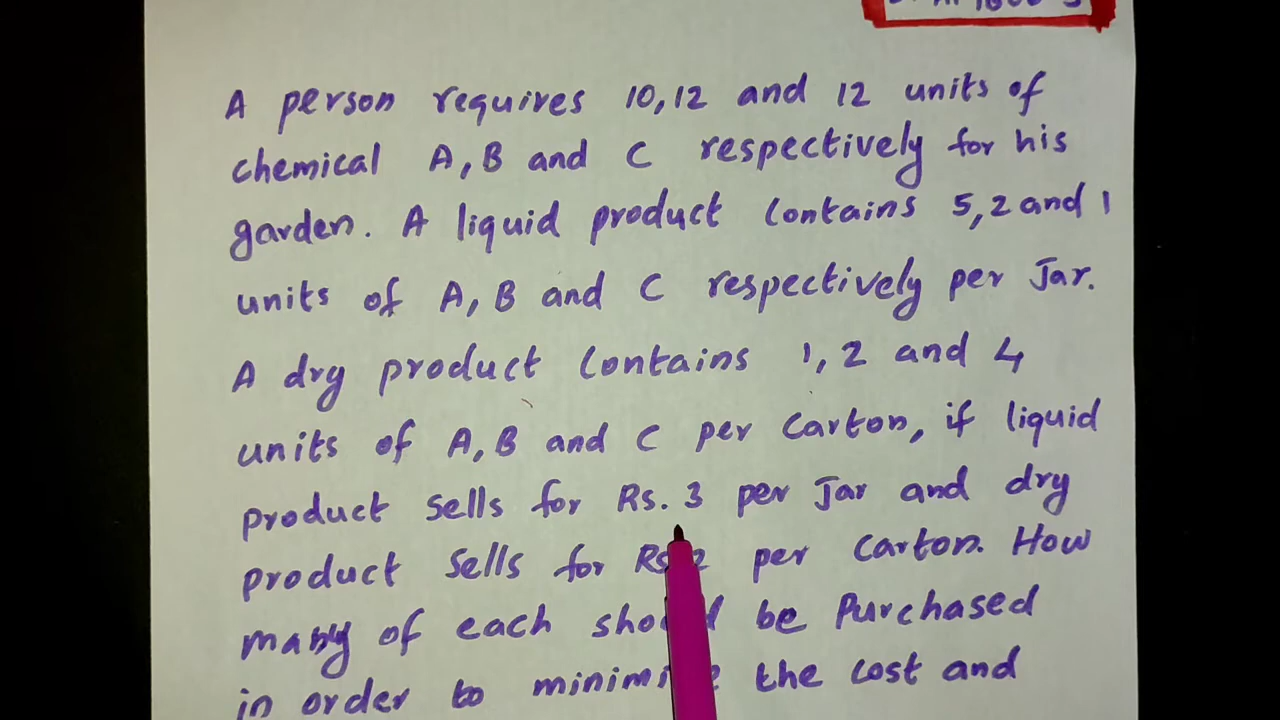 A person requires 10,12 and 12 units of
chemical A,B and C respectively for his
garden. A liquid product contains 5,2 and 1
units of A,B and C respectively per Jar.
A dry product contains 1,2 and 4
units of A,B and C per carton, if liquid
product sells for Rs. 3 per Jar and dry
product sells for per carton. How
many of each be Purchased
in order to the cost and